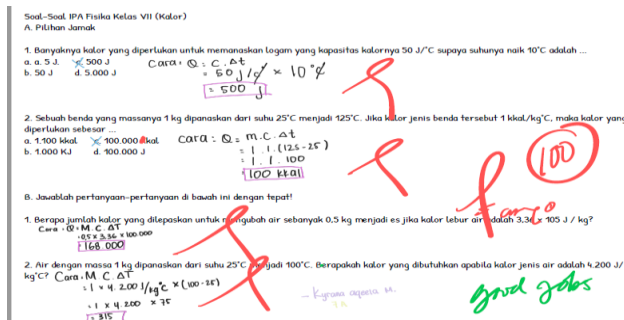 Soal-Soal IPA Fisika Kelas VII (Kalor)
A. Pilihan Jamak
1. Banyaknya kalor yang diperlukan untuk memanaskan logam yang kapasitas kalornya 50 J/°C supaya suhunya naik 10°C adalah ...
a. a. 5 J. c. 500 J
b. 50 J d. 5.000 J
Cara: Q: C. Δt
= 50 J/°C × 10°C
= 500 J
2. Sebuah benda yang massanya 1 kg dipanaskan dari suhu 25°C menjadi 125°C. Jika kalor jenis benda tersebut 1 kkal/kg°C, maka kalor yang
diperlukan sebesar ...
a. 1.100 kkal 100.000 kal
b. 1.000 KJ d. 100.000 J
Cara: Q= m.c. Δt
= 1.1.(125-25)
= 1.1.100
100 kkal
100
B. Jawablah pertanyaan-pertanyaan di bawah ini dengan tepat!
1. Berapa jumlah kalor yang dilepaskan untuk mengubah air sebanyak 0,5 kg menjadi es jika kalor lebur air adalah 3,36 x 105 J / kg?
Cara: Q: M. C. ΔT
: 0,5 x 3,36 x 100.000
: 168.000
2. Air dengan massa 1 kg dipanaskan dari suhu 25°C menjadi 100°C. Berapakah kalor yang dibutuhkan apabila kalor jenis air adalah 4.200 J/
kg°C? Cara: M C. ΔT
= 1 x 4.200 J/kg°C x (100-25)
= 1 x 4.200 x 75
= 315
good jobs